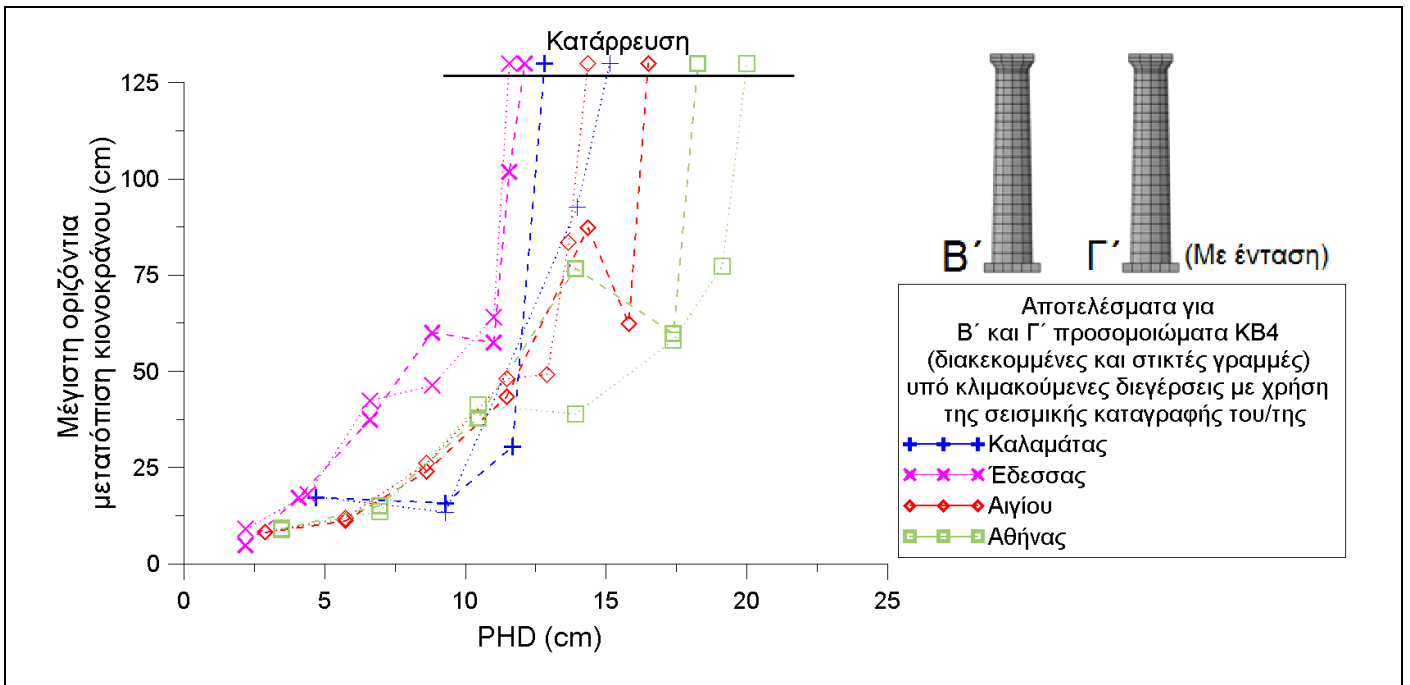 Κατάρρευση
Μέγιστη οριζόντια
μετατόπιση κιονοκράνου (cm)
125
100
75
50
25
0
0 5 10 15 20 25
PHD (cm)
Β΄ Γ΄ (Με ένταση)
Αποτελέσματα για
Β΄ και Γ΄ προσομοιώματα ΚΒ4
(διακεκομμένες και στικτές γραμμές)
υπό κλιμακούμενες διεγέρσεις με χρήση
της σεισμικής καταγραφής του/της
Καλαμάτας
Έδεσσας
Αιγίου
Αθήνας